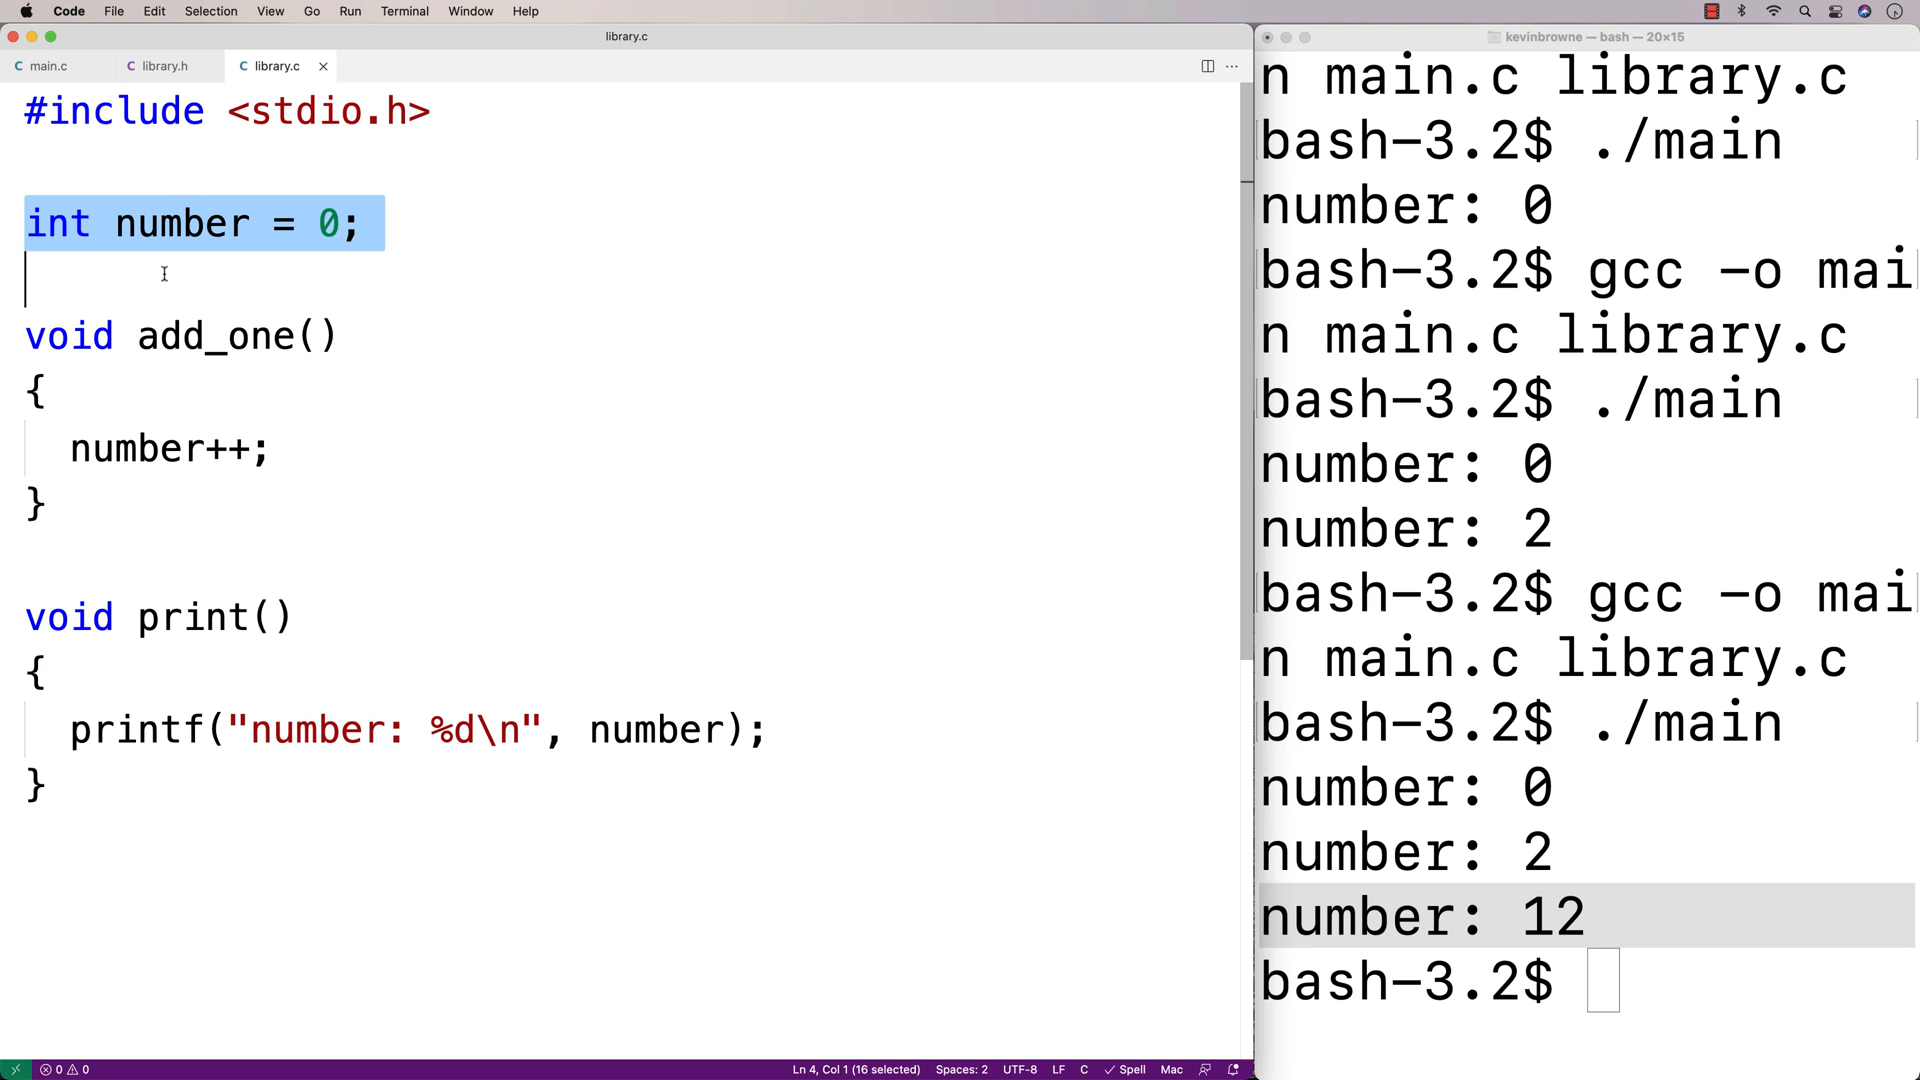 Code File Edit Selection View Go Run Terminal Window Help
library.c
C main.c C library.h C library.c
#include <stdio.h>
int number = 0;
void add_one()
{
number++;
}
void print()
{
printf("number: %d\n", number);
}
0 0 Ln 4, Col 1 (16 selected) Spaces: 2 UTF-8 LF C Spell Mac
kevinbrowne — bash — 20×15
n main.c library.c
bash-3.2$ ./main
number: 0
bash-3.2$ gcc -o mai
n main.c library.c
bash-3.2$ ./main
number: 0
number: 2
bash-3.2$ gcc -o mai
n main.c library.c
bash-3.2$ ./main
number: 0
number: 2
number: 12
bash-3.2$